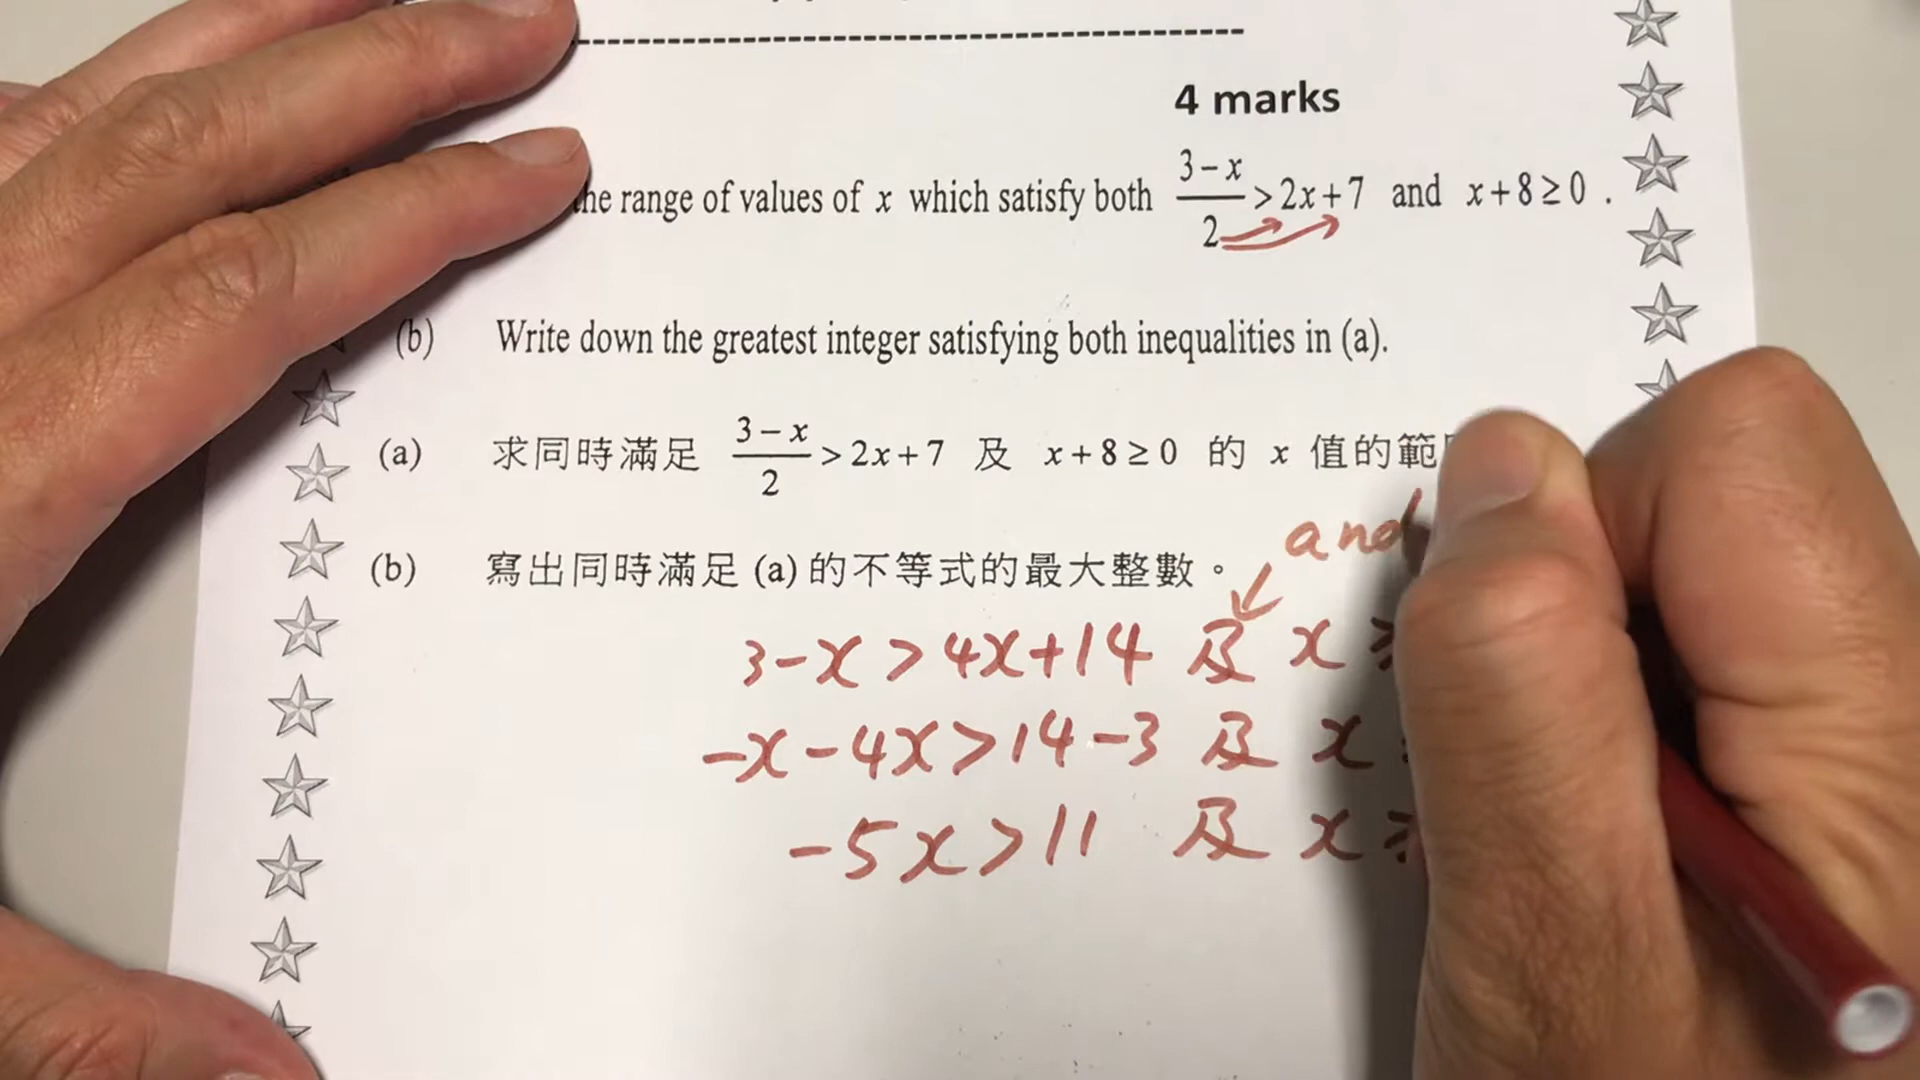 4 marks
the range of values of x which satisfy both (3-x)/2 > 2x+7 and x+8≥0 .
(b) Write down the greatest integer satisfying both inequalities in (a).
(a) 求同時滿足 (3-x)/2 > 2x+7 及 x+8≥0 的 x 值的範
(b) 寫出同時滿足 (a) 的不等式的最大整數。
and
3-x > 4x+14 及 x ≥
-x-4x>14-3 及 x
-5x>11 及 x ≥